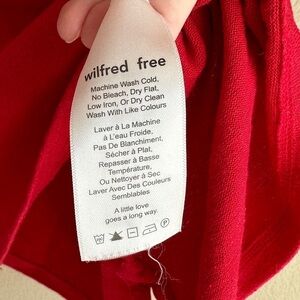 wilfred free
Machine Wash Cold,
No Bleach, Dry Flat,
Low Iron, Or Dry Clean
Wash With Like Colours
Laver à La Machine
à L'eau Froide,
Pas De Blanchiment,
Sécher à Plat,
Repasser à Basse
Température,
Ou Nettoyer à Sec
Laver Avec Des Couleurs
Semblables
A little love
goes a long way.